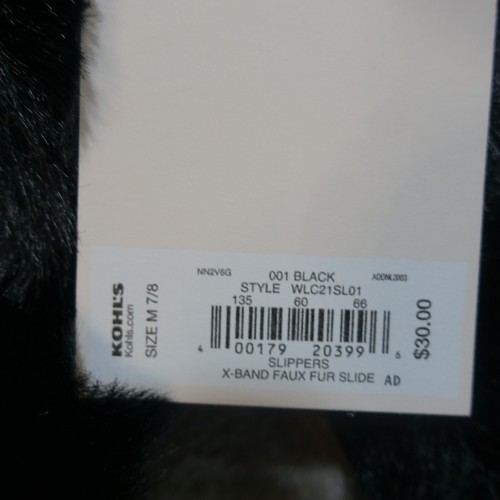 NN2V6G 001 BLACK
STYLE WLC21SL01
135 60 66
4 00179 20399 6
SLIPPERS
X-BAND FAUX FUR SLIDE AD
KOHL'S
Kohls.com
SIZE M 7/8
$30.00